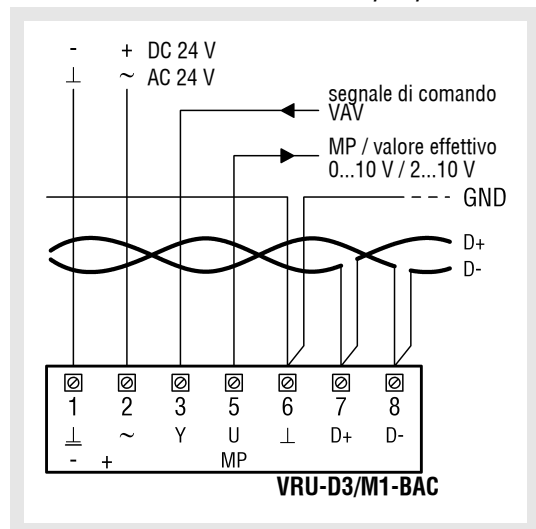 - + DC 24 V
⊥ ~ AC 24 V
segnale di comando
VAV
MP / valore effettivo
0...10 V / 2...10 V
GND
D+
D-
1 2 3 5 6 7 8
⊥ ~ Y U ⊥ D+ D-
- + MP
VRU-D3/M1-BAC